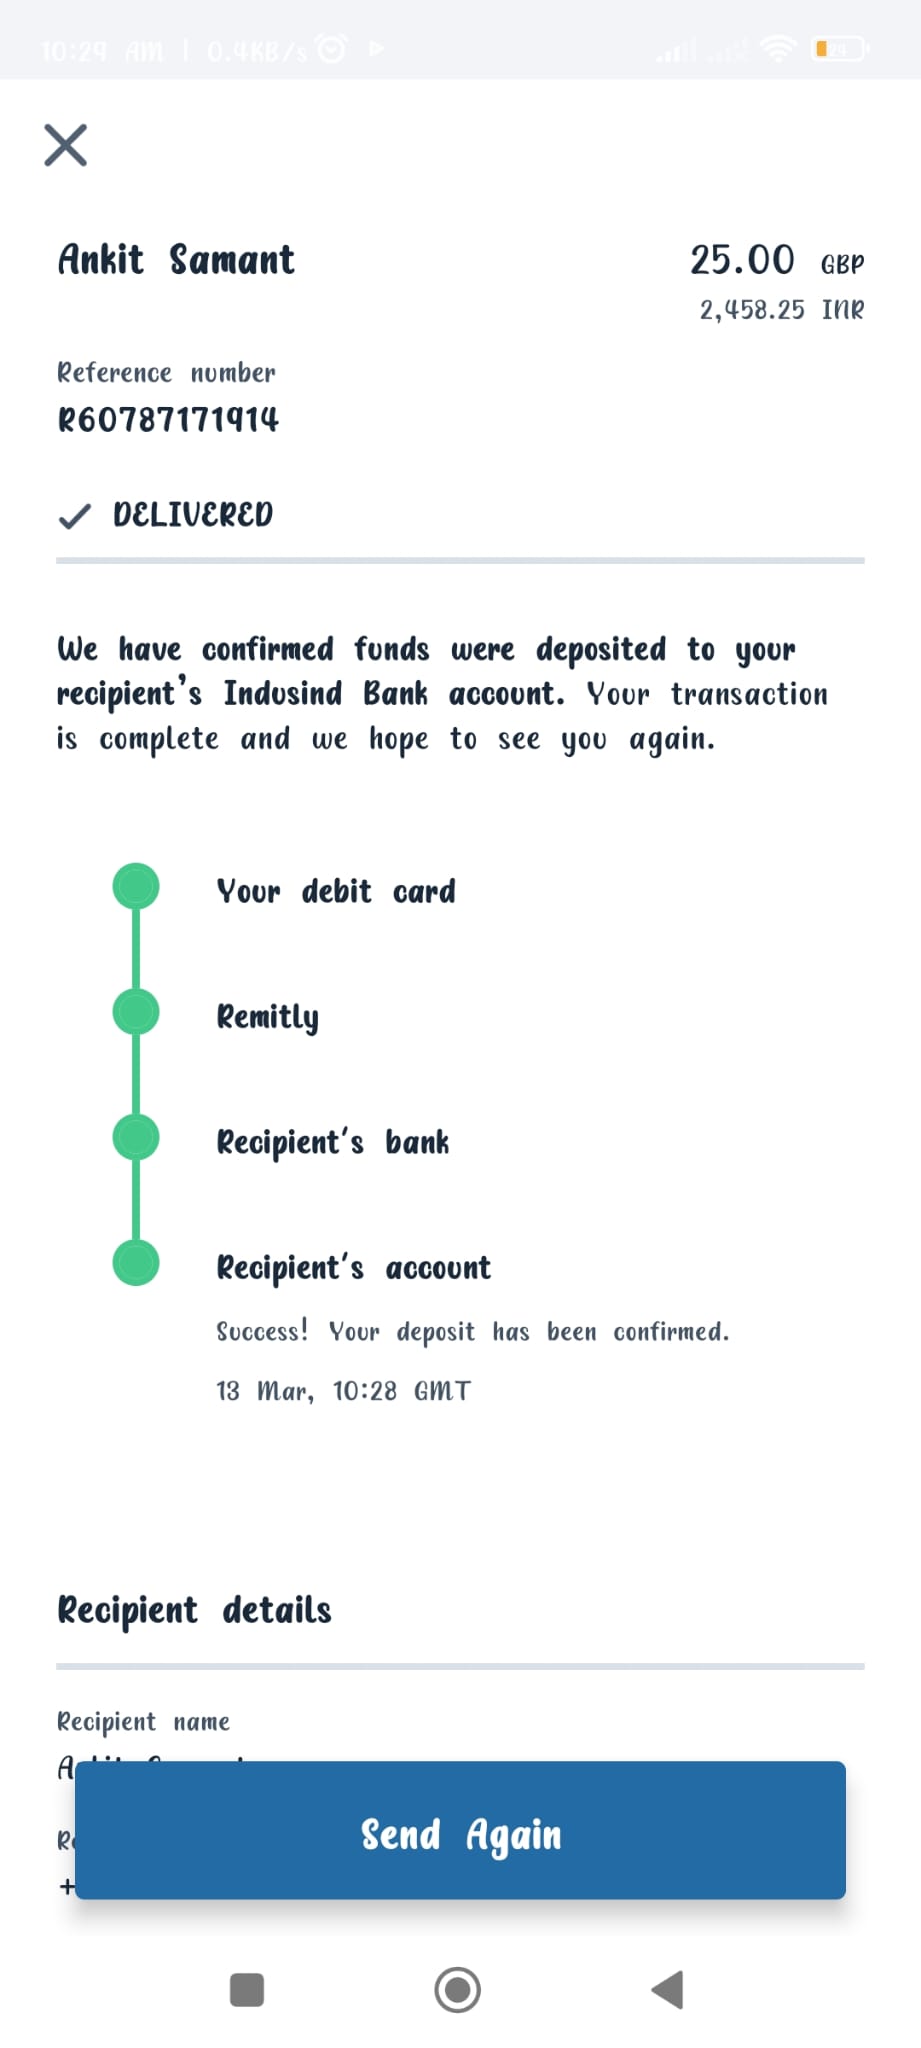 10:29 AM | 0.4KB/s
24
Ankit Samant
25.00 GBP
2,458.25 INR
Reference number
R60787171914
DELIVERED
We have confirmed funds were deposited to your
recipient's Indusind Bank account. Your transaction
is complete and we hope to see you again.
Your debit card
Remitly
Recipient's bank
Recipient's account
Success! Your deposit has been confirmed.
13 Mar, 10:28 GMT
Recipient details
Recipient name
Send Again
+